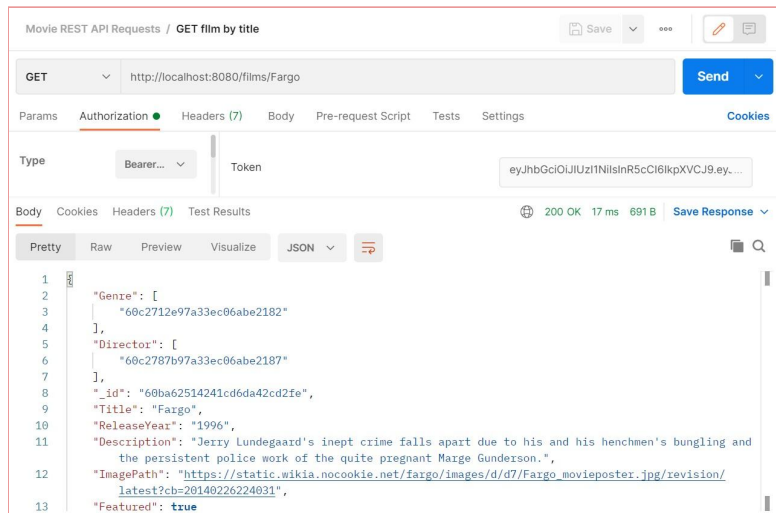 Movie REST API Requests / GET film by title Save
GET http://localhost:8080/films/Fargo Send
Params Authorization Headers (7) Body Pre-request Script Tests Settings Cookies
Type Bearer... Token eyJhbGciOiJIUzI1NiIsInR5cCI6IkpXVCJ9.ey...
Body Cookies Headers (7) Test Results 200 OK 17 ms 691 B Save Response
Pretty Raw Preview Visualize JSON
1 {
2 "Genre": [
3 "60c2712e97a33ec06abe2182"
4 ],
5 "Director": [
6 "60c2787b97a33ec06abe2187"
7 ],
8 "_id": "60ba62514241cd6da42cd2fe",
9 "Title": "Fargo",
10 "ReleaseYear": "1996",
11 "Description": "Jerry Lundegaard's inept crime falls apart due to his and his henchmen's bungling and
the persistent police work of the quite pregnant Marge Gunderson.",
12 "ImagePath": "https://static.wikia.nocookie.net/fargo/images/d/d7/Fargo_movieposter.jpg/revision/
latest?cb=20140226224031",
13 "Featured": true